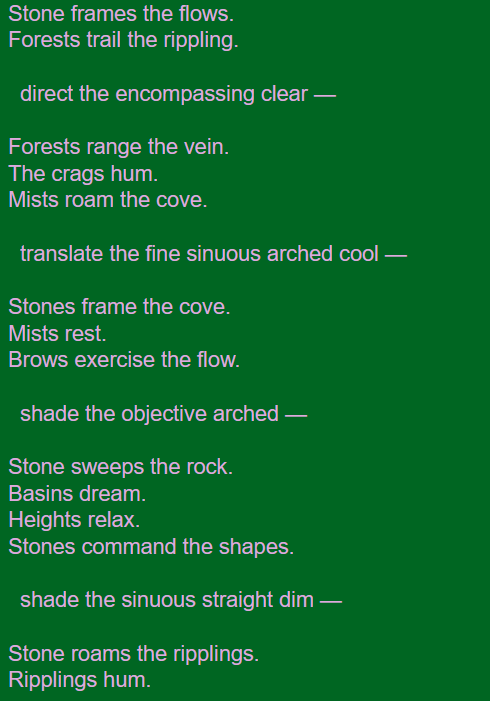 Stone frames the flows.
Forests trail the rippling.
direct the encompassing clear —
Forests range the vein.
The crags hum.
Mists roam the cove.
translate the fine sinuous arched cool —
Stones frame the cove.
Mists rest.
Brows exercise the flow.
shade the objective arched —
Stone sweeps the rock.
Basins dream.
Heights relax.
Stones command the shapes.
shade the sinuous straight dim —
Stone roams the ripplings.
Ripplings hum.